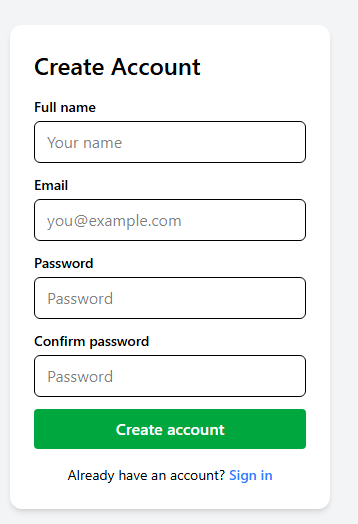 Create Account
Full name
Your name
Email
you@example.com
Password
Password
Confirm password
Password
Create account
Already have an account? Sign in